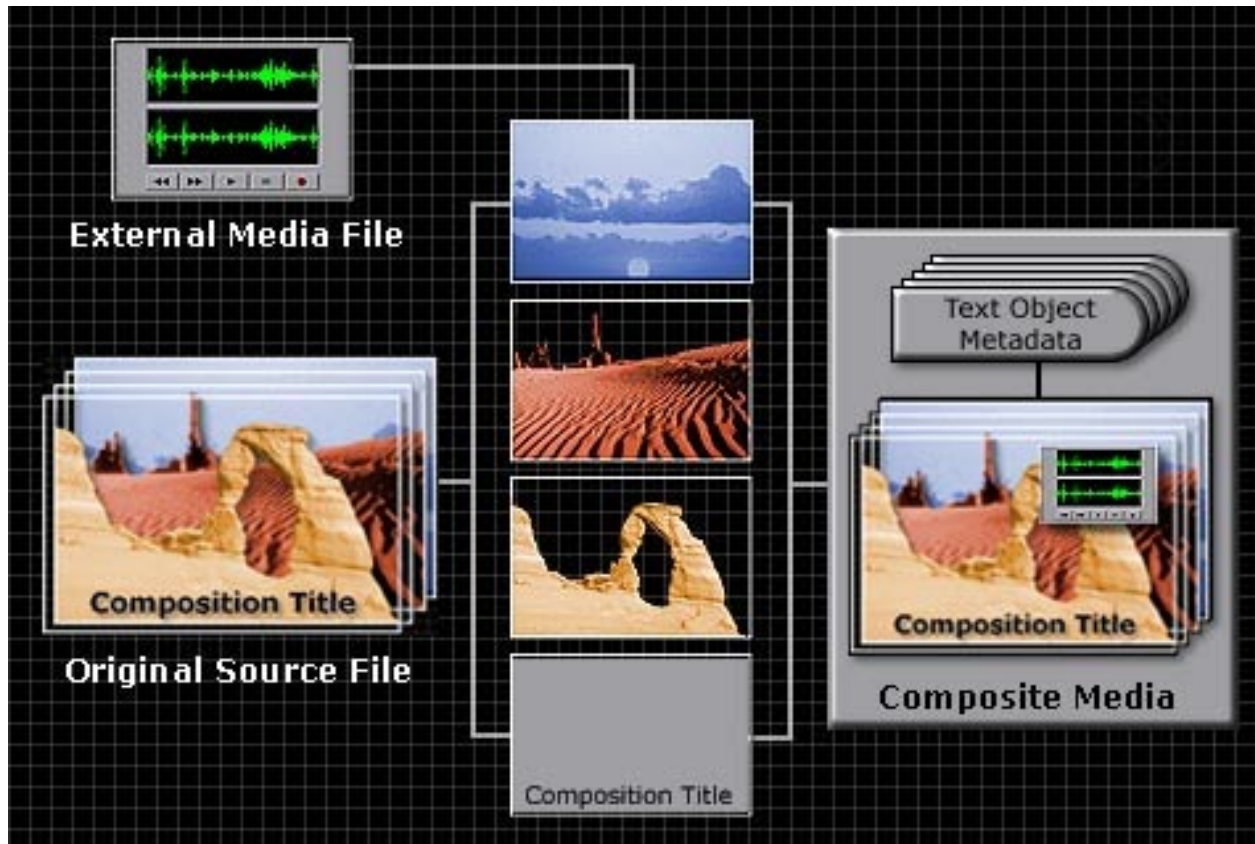 External Media File
Composition Title
Original Source File
Composition Title
Text Object
Metadata
Composition Title
Composite Media